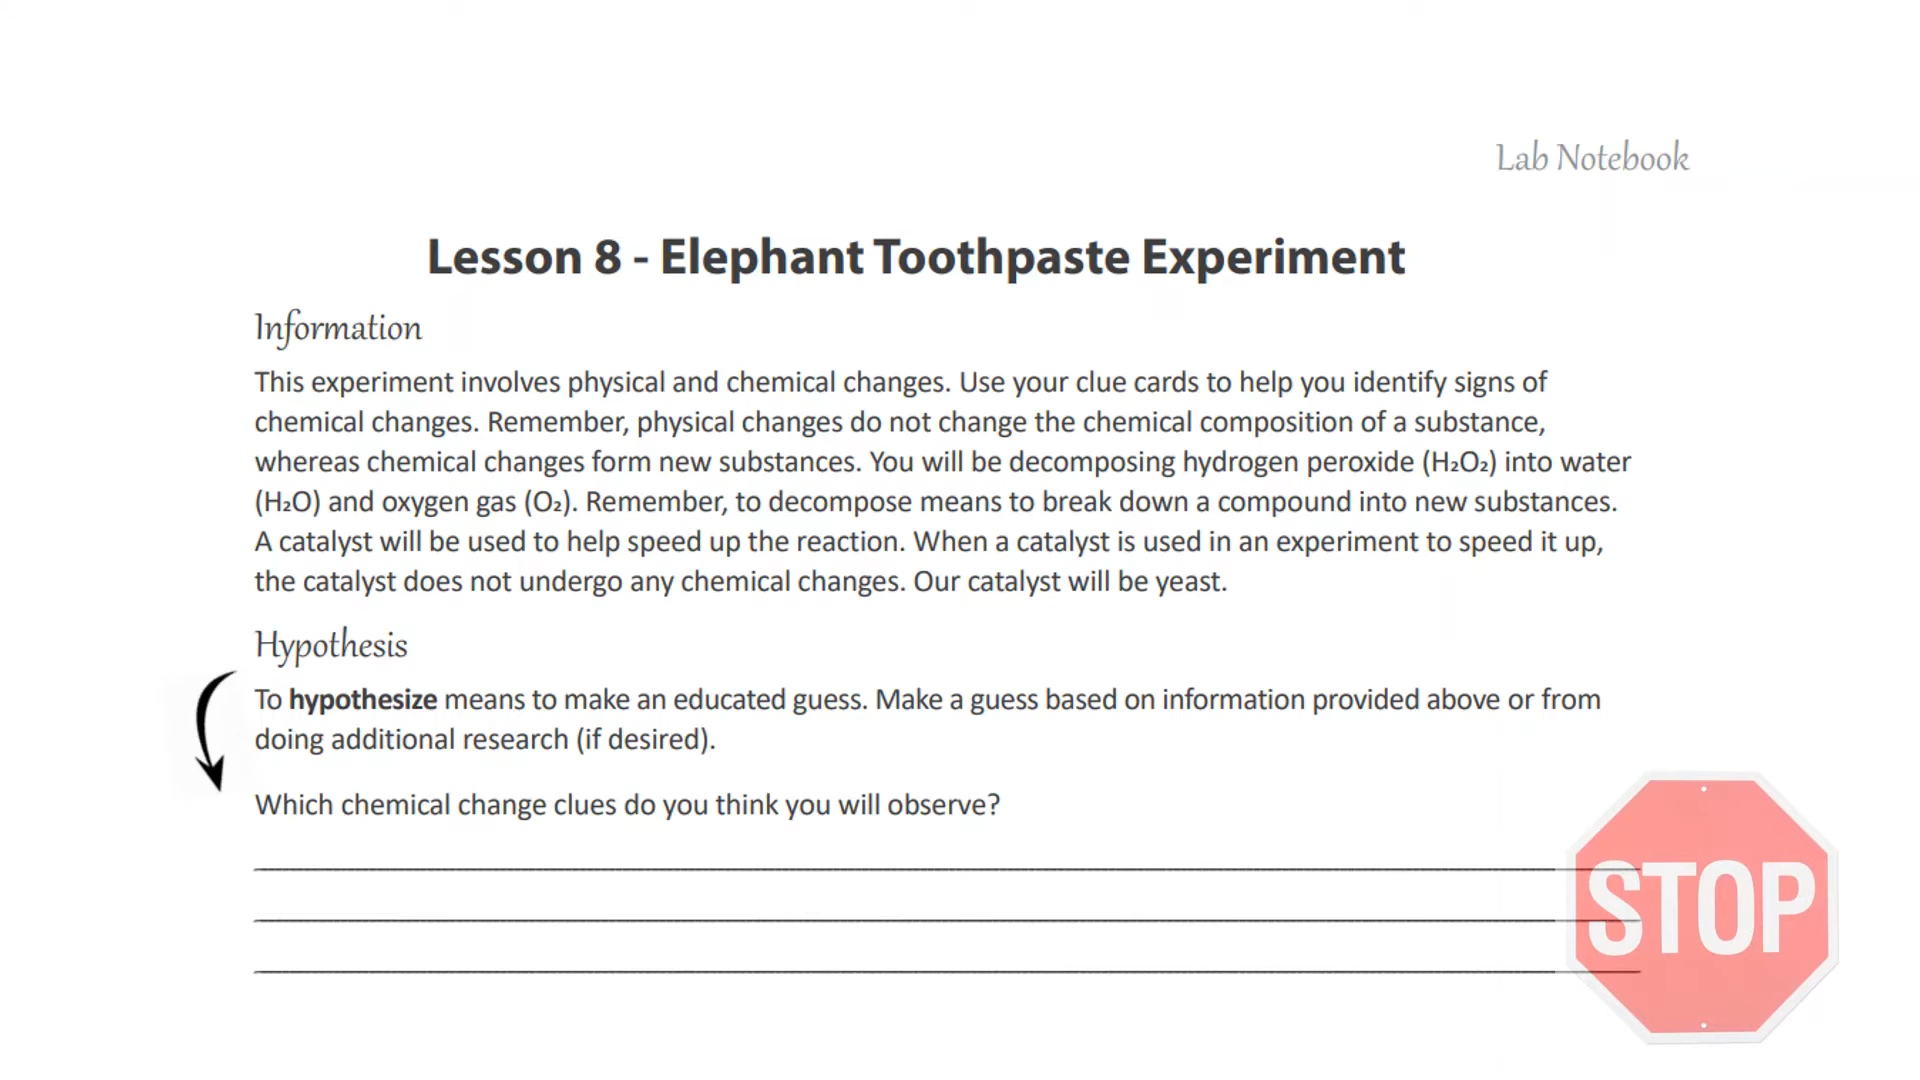 Lab Notebook
Lesson 8 - Elephant Toothpaste Experiment
Information
This experiment involves physical and chemical changes. Use your clue cards to help you identify signs of
chemical changes. Remember, physical changes do not change the chemical composition of a substance,
whereas chemical changes form new substances. You will be decomposing hydrogen peroxide (H₂O₂) into water
(H₂O) and oxygen gas (O₂). Remember, to decompose means to break down a compound into new substances.
A catalyst will be used to help speed up the reaction. When a catalyst is used in an experiment to speed it up,
the catalyst does not undergo any chemical changes. Our catalyst will be yeast.
Hypothesis
To hypothesize means to make an educated guess. Make a guess based on information provided above or from
doing additional research (if desired).
Which chemical change clues do you think you will observe?
STOP